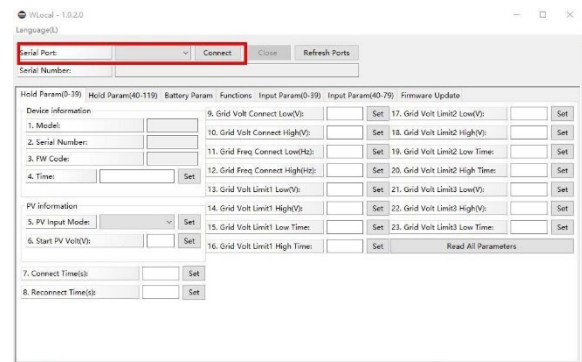 WLocal - 1.0.2.0
Language(L)
Serial Port: Connect Close Refresh Ports
Serial Number:
Hold Param(0-39) Hold Param(40-119) Battery Param Functions Input Param(0-39) Input Param(40-79) Firmware Update
Device information
1. Model:
2. Serial Number:
3. FW Code:
4. Time: Set
PV information
5. PV Input Mode: Set
6. Start PV Volt(V): Set
7. Connect Time(s): Set
8. Reconnect Time(s): Set
9. Grid Volt Connect Low(V): Set
10. Grid Volt Connect High(V): Set
11. Grid Freq Connect Low(Hz): Set
12. Grid Freq Connect High(Hz): Set
13. Grid Volt Limit1 Low(V): Set
14. Grid Volt Limit1 High(V): Set
15. Grid Volt Limit1 Low Time: Set
16. Grid Volt Limit1 High Time: Set
17. Grid Volt Limit2 Low(V): Set
18. Grid Volt Limit2 High(V): Set
19. Grid Volt Limit2 Low Time: Set
20. Grid Volt Limit2 High Time: Set
21. Grid Volt Limit3 Low(V): Set
22. Grid Volt Limit3 High(V): Set
23. Grid Volt Limit3 Low Time: Set
Read All Parameters